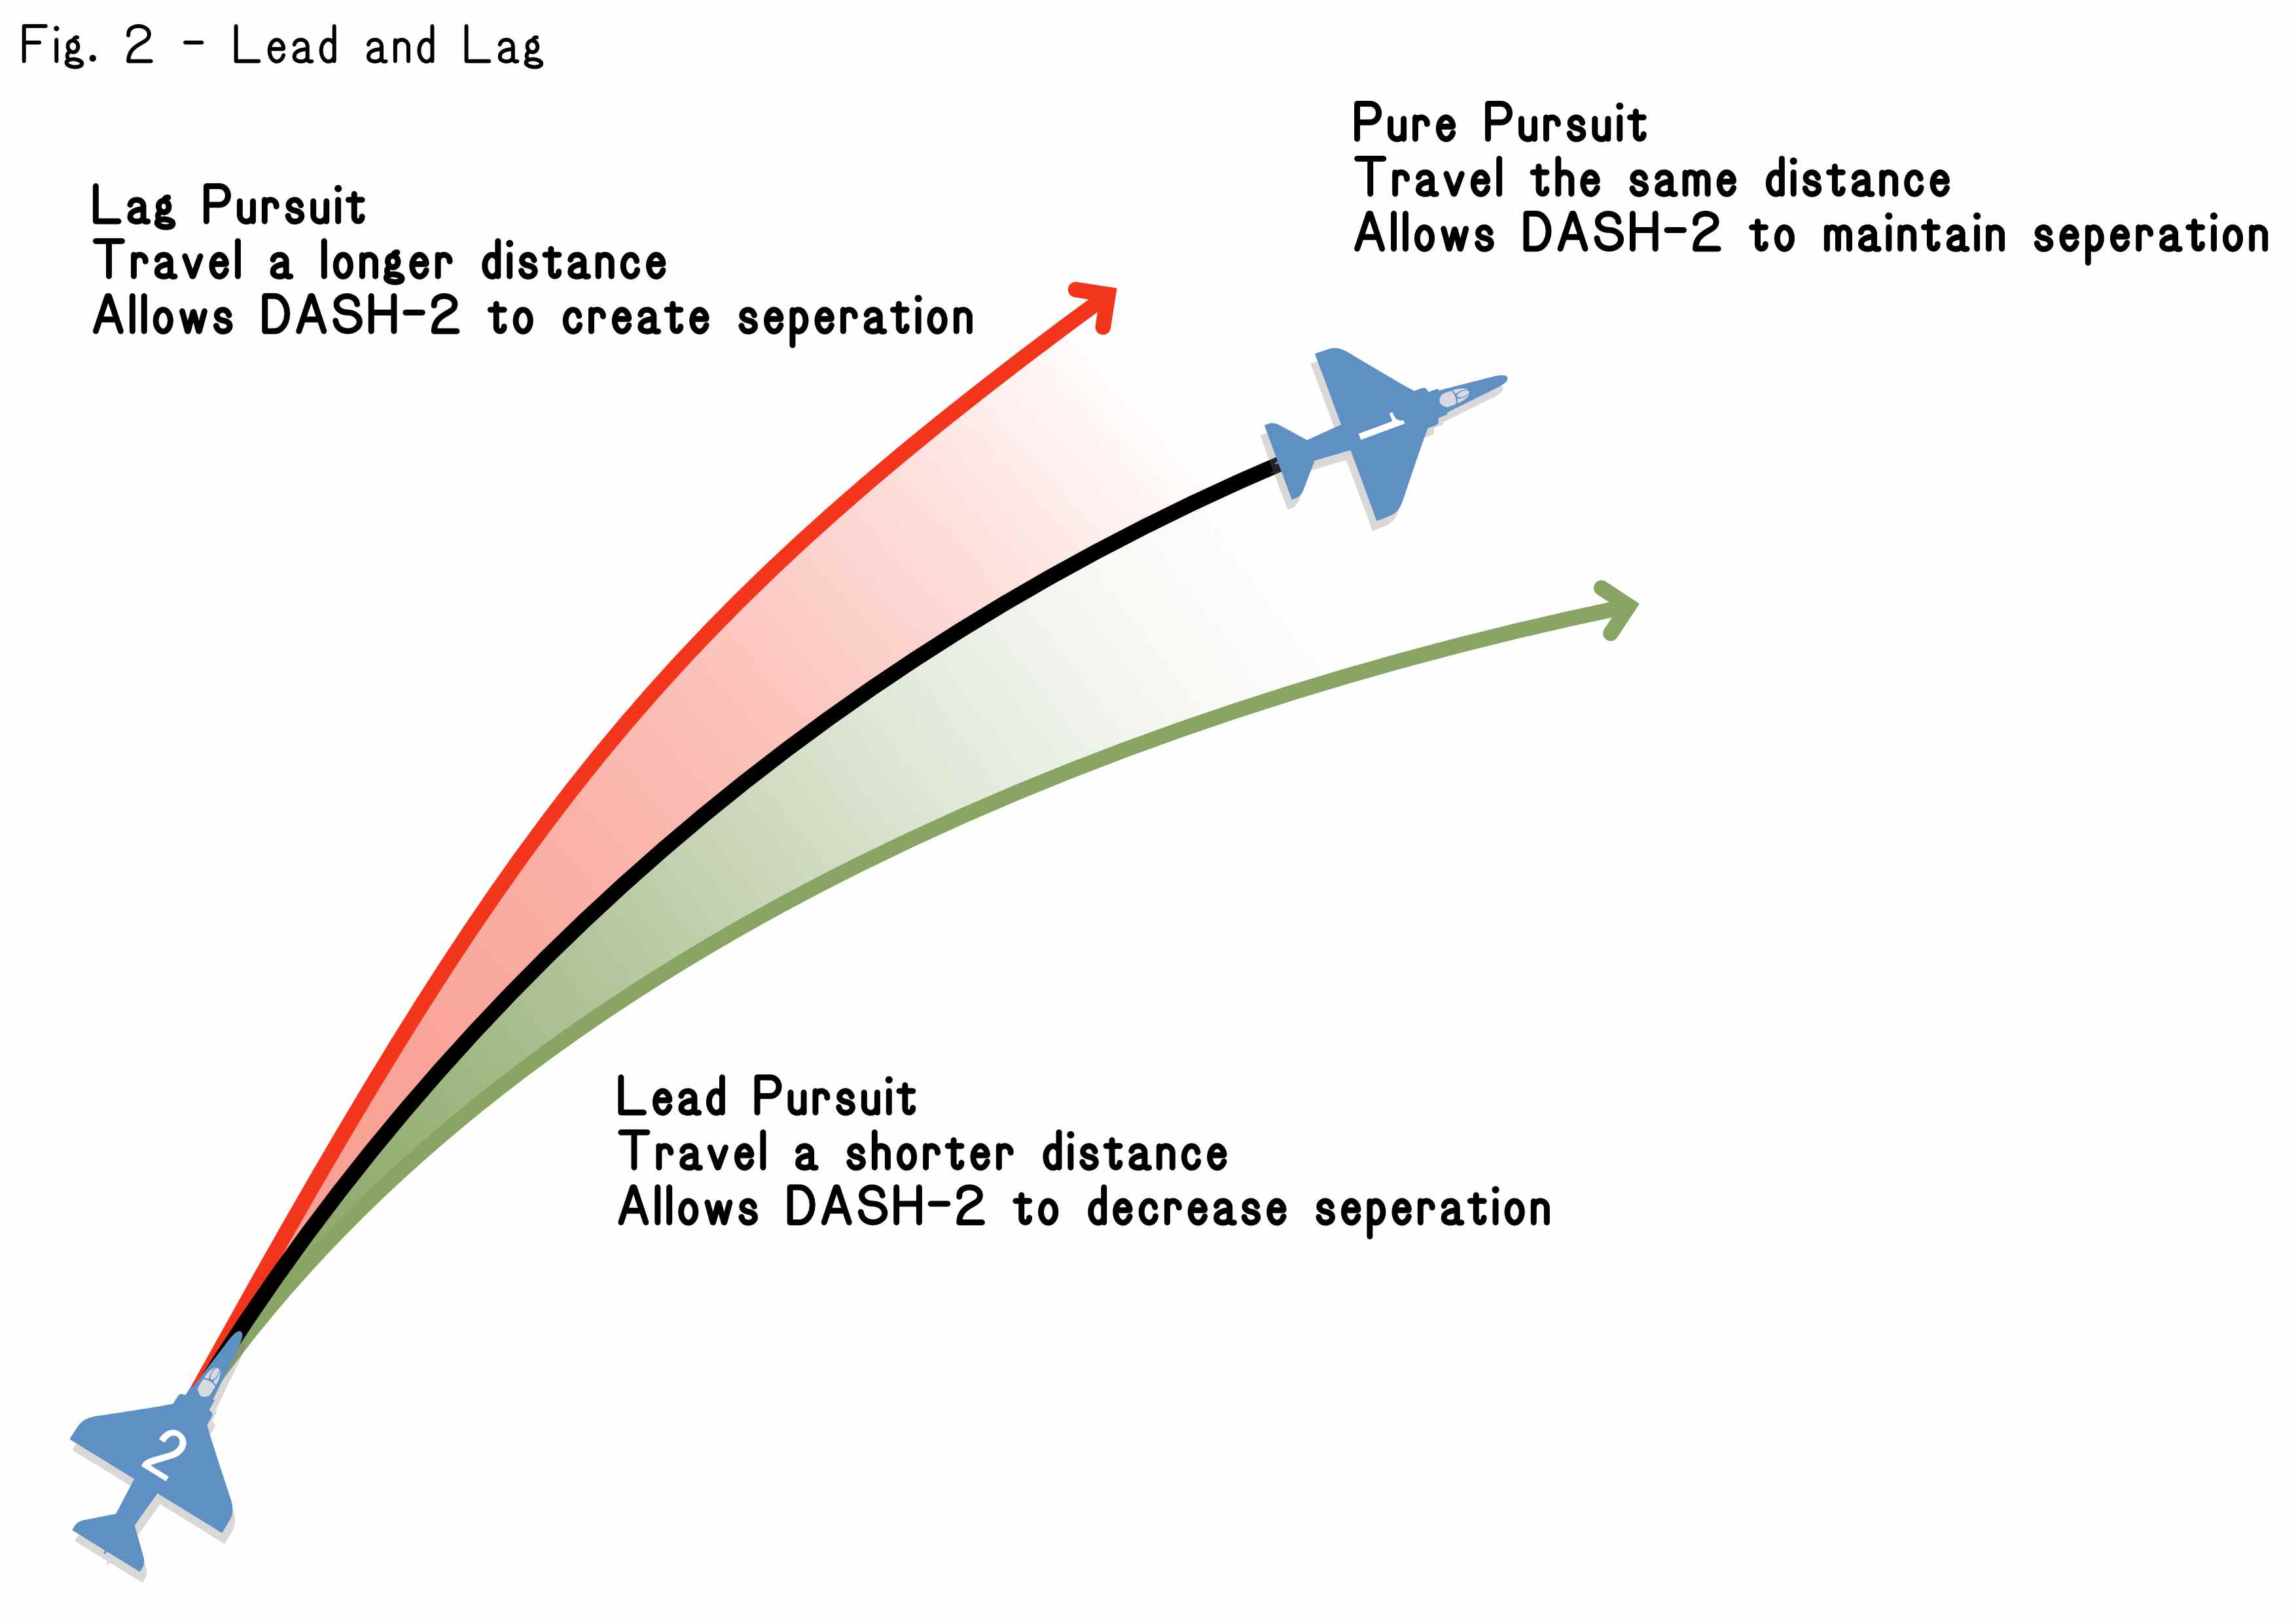 Fig. 2 - Lead and Lag
Pure Pursuit
Travel the same distance
Allows DASH-2 to maintain seperation
Lag Pursuit
Travel a longer distance
Allows DASH-2 to create seperation
1
Lead Pursuit
Travel a shorter distance
Allows DASH-2 to decrease seperation
2